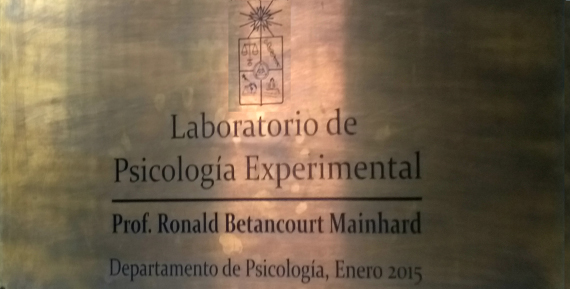 Laboratorio de
Psicología Experimental
Prof. Ronald Betancourt Mainhard
Departamento de Psicología, Enero 2015